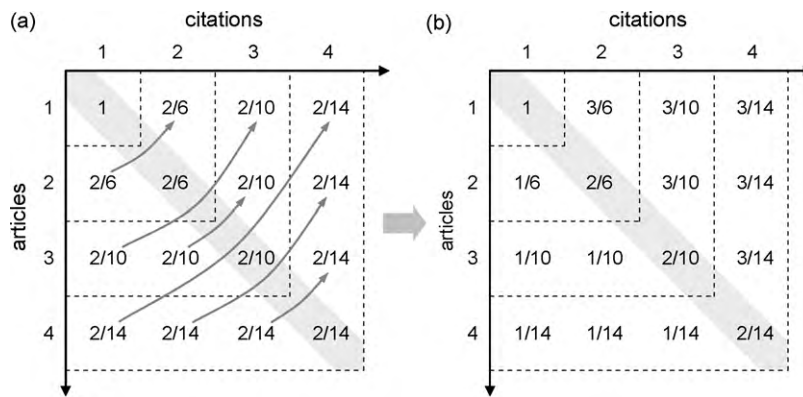 (a)
citations
1 2 3 4
articles
1 1 2/6 2/10 2/14
2 2/6 2/6 2/10 2/14
3 2/10 2/10 2/10 2/14
4 2/14 2/14 2/14 2/14
(b)
citations
1 2 3 4
articles
1 1 3/6 3/10 3/14
2 1/6 2/6 3/10 3/14
3 1/10 1/10 2/10 3/14
4 1/14 1/14 1/14 2/14